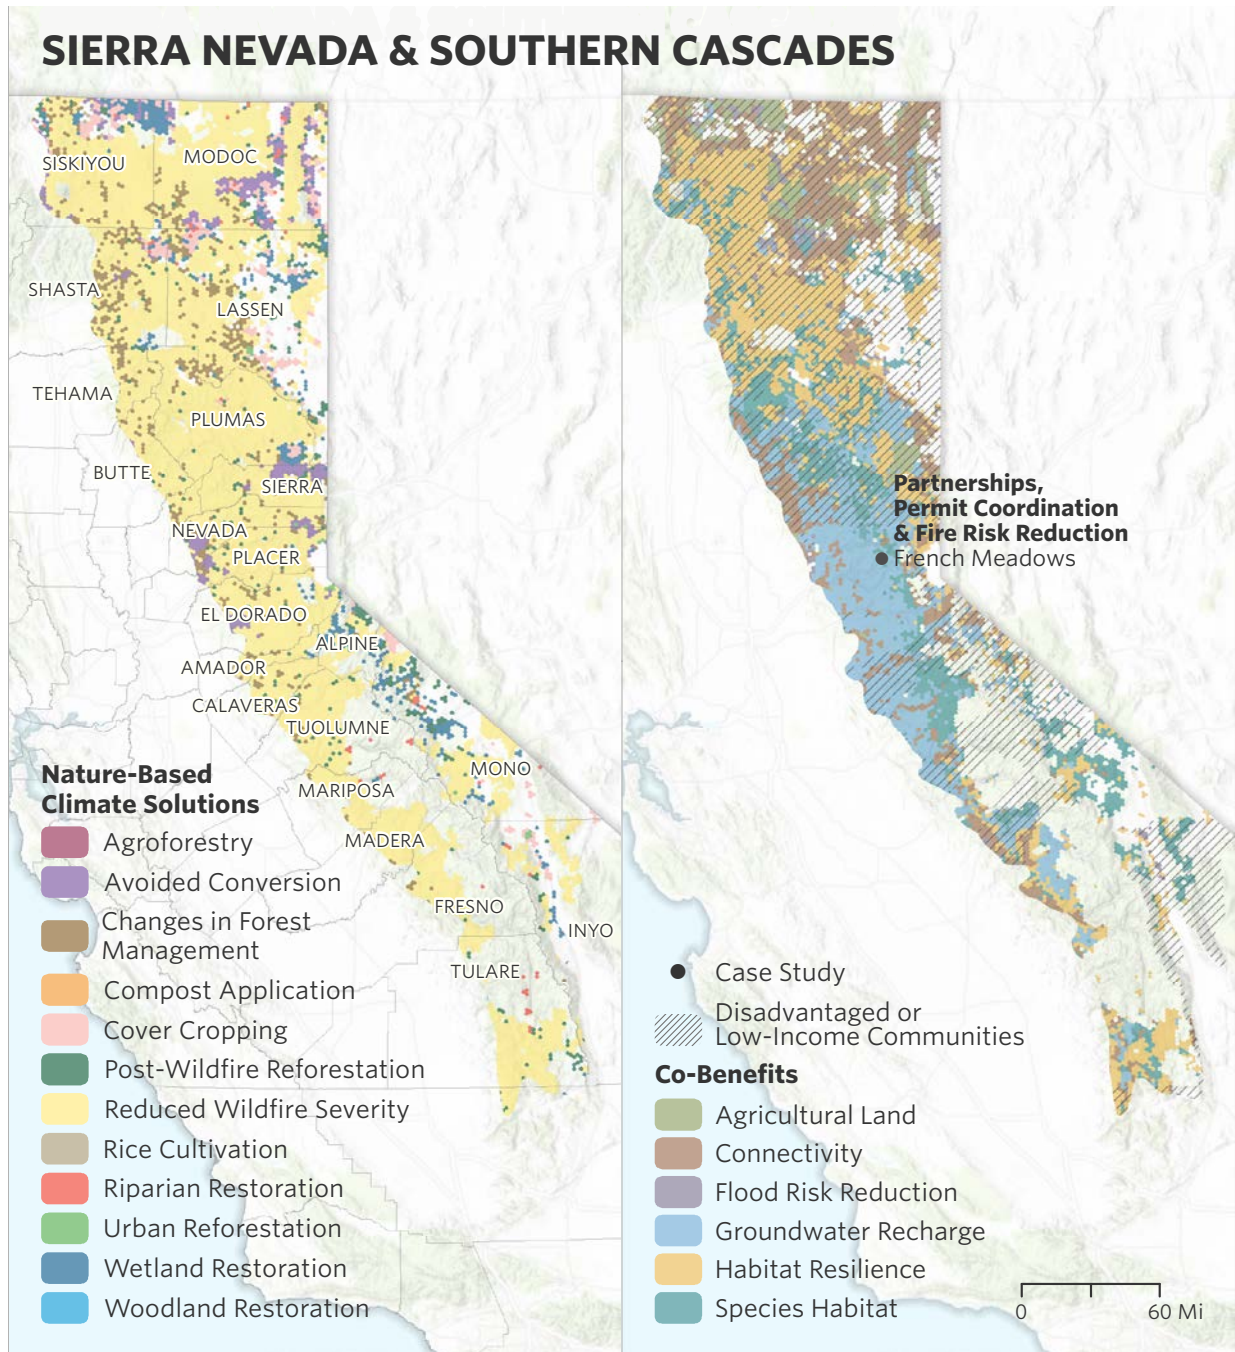 SIERRA NEVADA & SOUTHERN CASCADES
SISKIYOU
MODOC
SHASTA
LASSEN
TEHAMA
PLUMAS
BUTTE
SIERRA
NEVADA
PLACER
EL DORADO
ALPINE
AMADOR
CALAVERAS
TUOLUMNE
MONO
MARIPOSA
MADERA
FRESNO
INYO
TULARE
Nature-Based
Climate Solutions
Agroforestry
Avoided Conversion
Changes in Forest
Management
Compost Application
Cover Cropping
Post-Wildfire Reforestation
Reduced Wildfire Severity
Rice Cultivation
Riparian Restoration
Urban Reforestation
Wetland Restoration
Woodland Restoration
Partnerships,
Permit Coordination
& Fire Risk Reduction
French Meadows
Case Study
Disadvantaged or
Low-Income Communities
Co-Benefits
Agricultural Land
Connectivity
Flood Risk Reduction
Groundwater Recharge
Habitat Resilience
Species Habitat
0 60 Mi